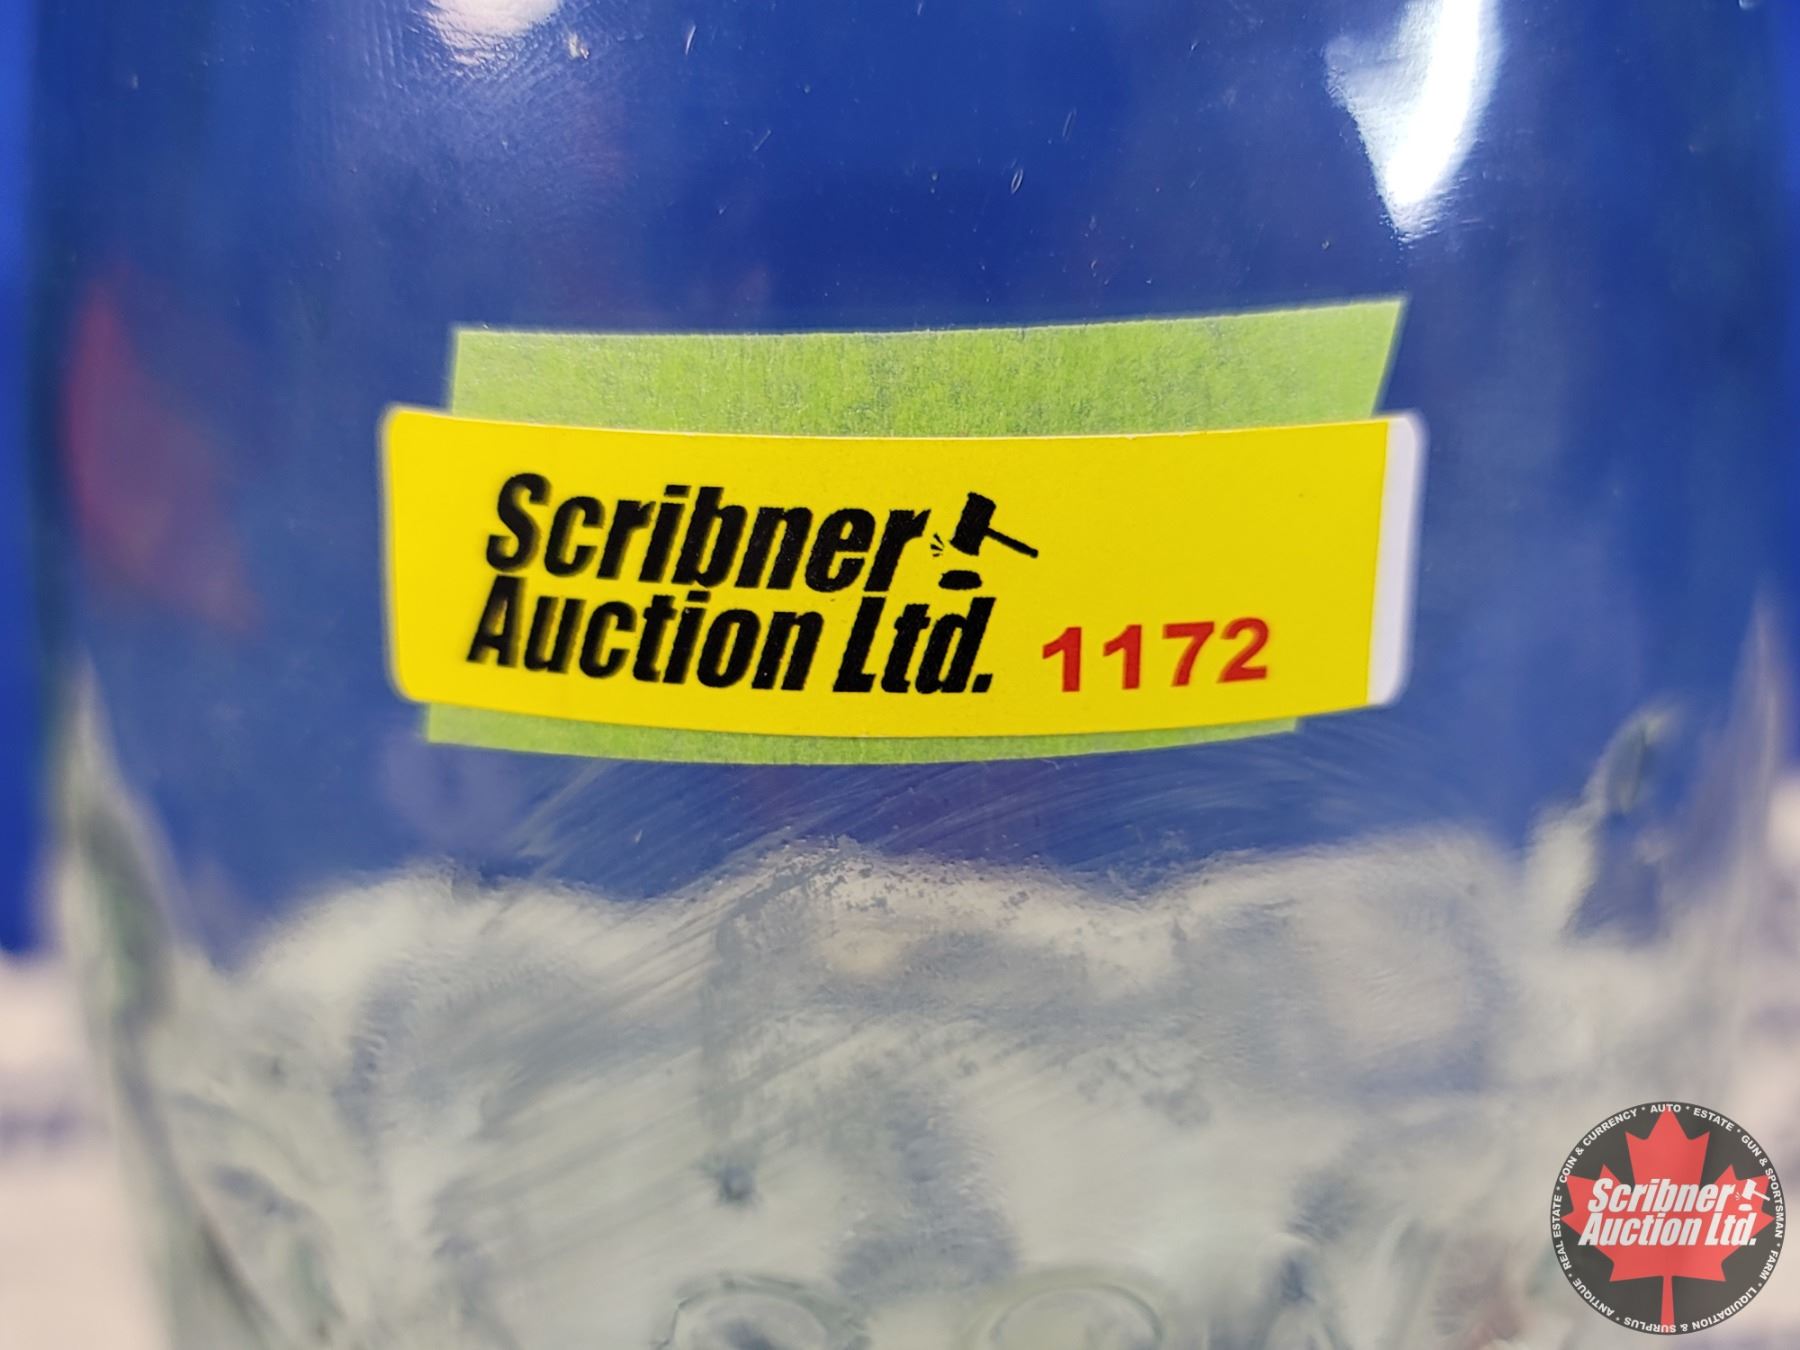 Scribner
Auction Ltd. 1172
COIN & CURRENCY * AUTO * ESTATE * GUN & SPORTSMAN * FARM * LIQUIDATION & SURPLUS * ANTIQUE * REAL ESTATE *
Scribner
Auction Ltd.